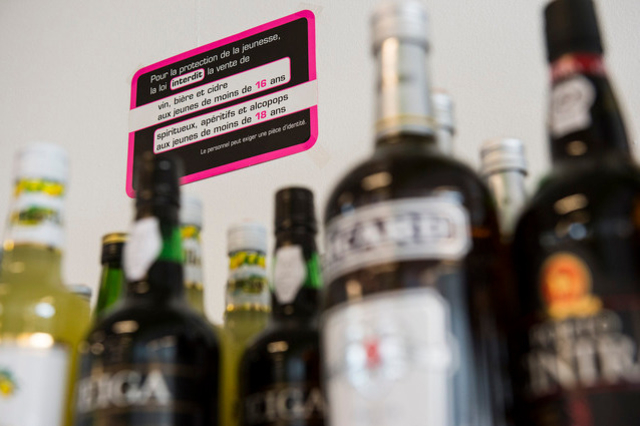 Pour la protection de la jeunesse,
la loi interdit la vente de
vin, bière et cidre
aux jeunes de moins de 16 ans
spiritueux, apéritifs et alcopops
aux jeunes de moins de 18 ans
Le personnel peut exiger une pièce d'identité.